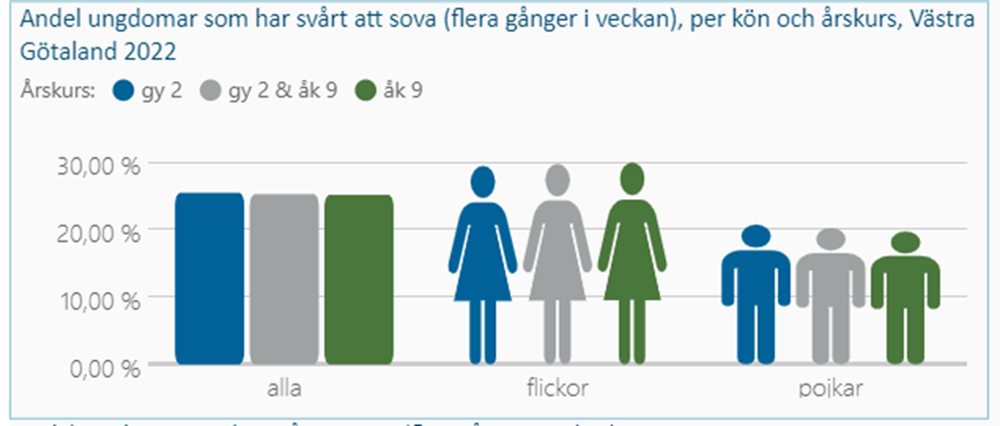 Andel ungdomar som har svårt att sova (flera gånger i veckan), per kön och årskurs, Västra
Götaland 2022
Årskurs: gy 2 gy 2 & åk 9 åk 9
30,00 %
20,00 %
10,00 %
0,00 %
alla flickor pojkar